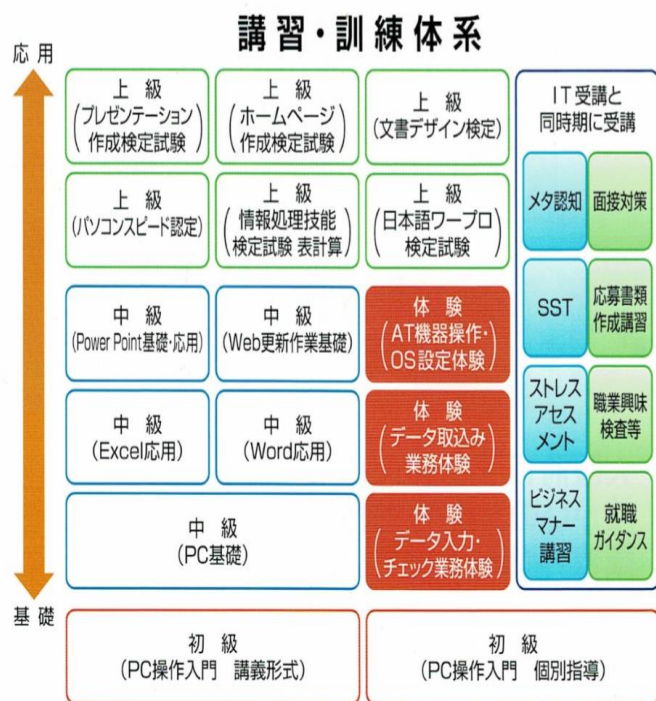 講習・訓練体系
応用
上級
(プレゼンテーション
作成検定試験)
上級
(ホームページ
作成検定試験)
上級
(文書デザイン検定)
上級
(パソコンスピード認定)
上級
(情報処理技能
検定試験 表計算)
上級
(日本語ワープロ
検定試験)
中級
(Power Point基礎・応用)
中級
(Web更新作業基礎)
体験
(AT機器操作・
OS設定体験)
中級
(Excel応用)
中級
(Word応用)
体験
(データ取込み
業務体験)
中級
(PC基礎)
体験
(データ入力・
チェック業務体験)
基礎
初級
(PC操作入門 講義形式)
初級
(PC操作入門 個別指導)
IT受講と
同時期に受講
メタ認知
面接対策
SST
応募書類
作成講習
ストレス
アセス
メント
職業興味
検査等
ビジネス
マナー
講習
就職
ガイダンス